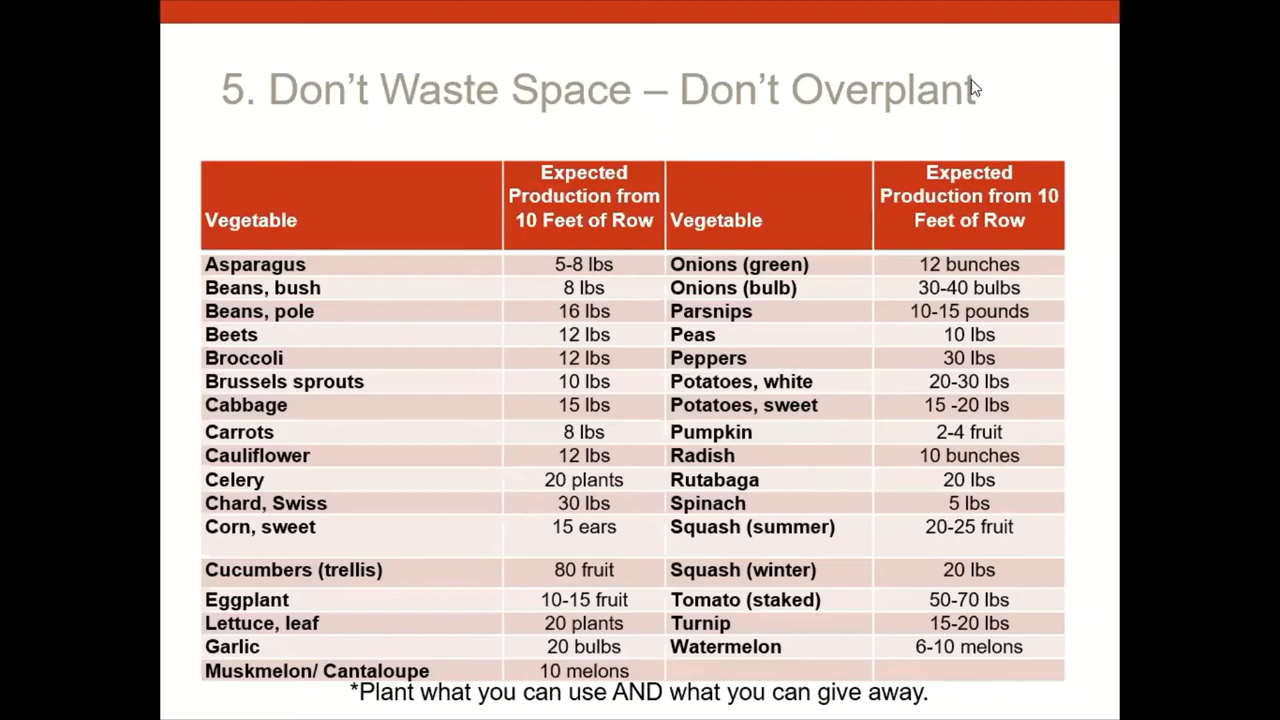 5. Don't Waste Space – Don't Overplant
Vegetable Expected Production from 10 Feet of Row Vegetable Expected Production from 10 Feet of Row
Asparagus 5-8 lbs Onions (green) 12 bunches
Beans, bush 8 lbs Onions (bulb) 30-40 bulbs
Beans, pole 16 lbs Parsnips 10-15 pounds
Beets 12 lbs Peas 10 lbs
Broccoli 12 lbs Peppers 30 lbs
Brussels sprouts 10 lbs Potatoes, white 20-30 lbs
Cabbage 15 lbs Potatoes, sweet 15 -20 lbs
Carrots 8 lbs Pumpkin 2-4 fruit
Cauliflower 12 lbs Radish 10 bunches
Celery 20 plants Rutabaga 20 lbs
Chard, Swiss 30 lbs Spinach 5 lbs
Corn, sweet 15 ears Squash (summer) 20-25 fruit
Cucumbers (trellis) 80 fruit Squash (winter) 20 lbs
Eggplant 10-15 fruit Tomato (staked) 50-70 lbs
Lettuce, leaf 20 plants Turnip 15-20 lbs
Garlic 20 bulbs Watermelon 6-10 melons
Muskmelon/ Cantaloupe 10 melons
*Plant what you can use AND what you can give away.